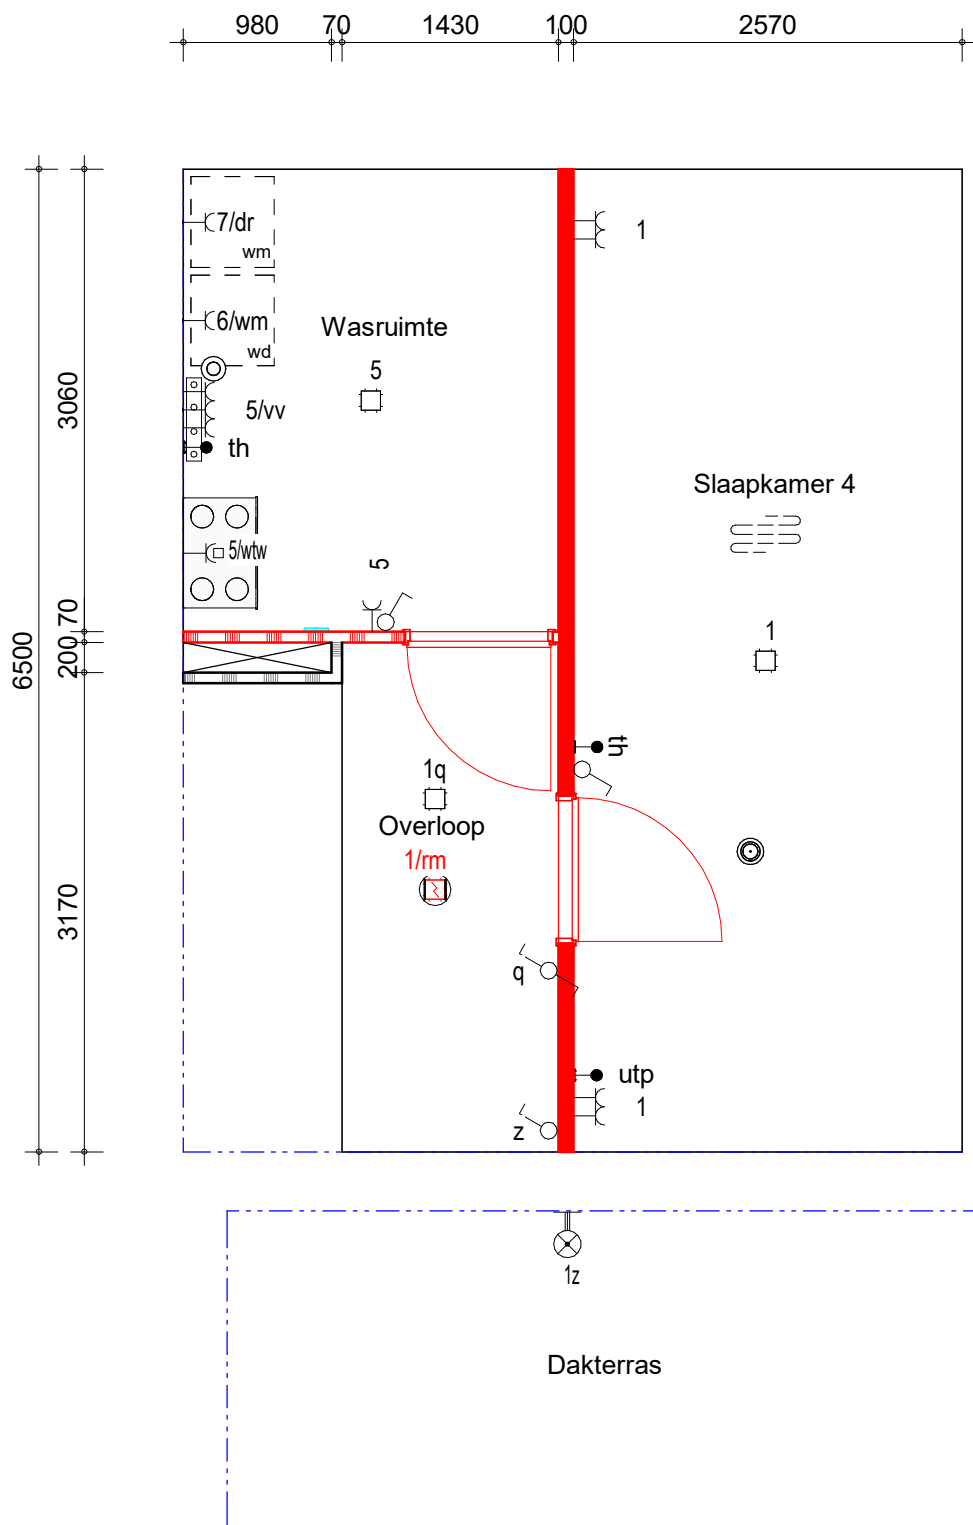 980 70 1430 100 2570
7/dr
wm
1
6/wm
wd
Wasruimte
5
5/vv
th
3060
Slaapkamer 4
5/wtw
5
70
200
6500
1
th
1q
Overloop
1/rm
3170
q
utp
1
z
1z
Dakterras